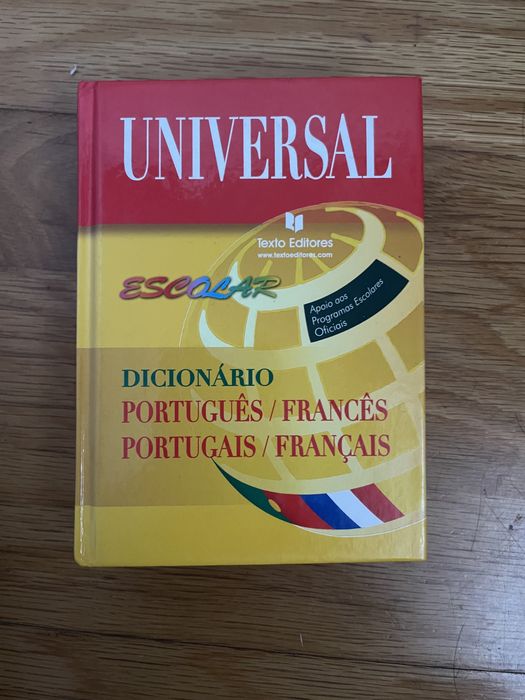 UNIVERSAL
Texto Editores
www.textoeditores.com
ESCOLAR
Apoio aos
Programas Escolares
Oficiais
DICIONÁRIO
PORTUGUÊS / FRANCÊS
PORTUGAIS / FRANÇAIS